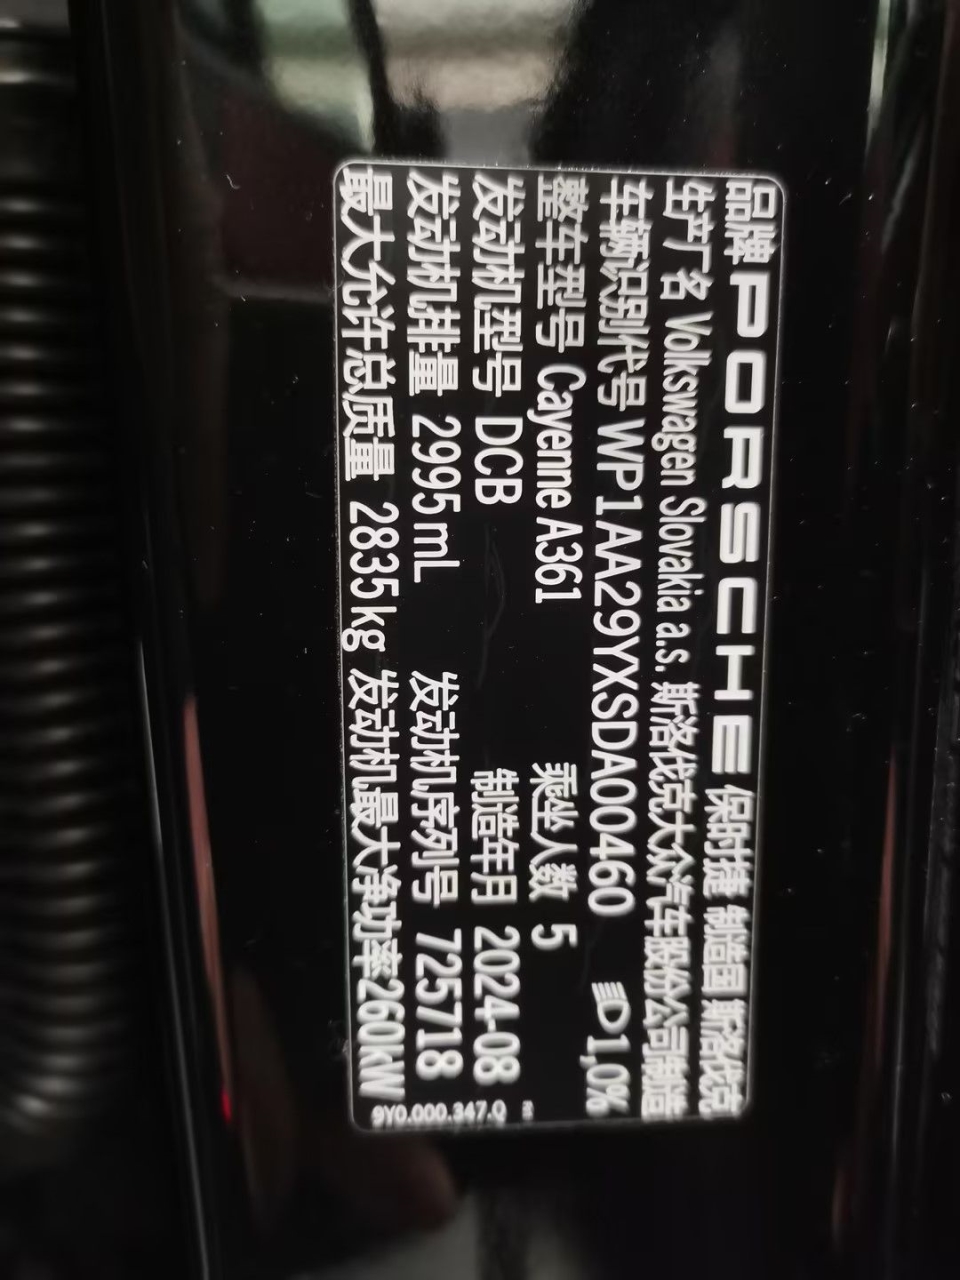 品牌 PORSCHE 保时捷 制造国 斯洛伐克
生产厂名 Volkswagen Slovakia a.s. 斯洛伐克大众汽车股份公司制造
车辆识别代号 WP1AA29YXSDA00460 1,0%
整车型号 Cayenne A361 乘坐人数 5
发动机型号 DCB 制造年月 2024-08
发动机排量 2995mL 发动机序列号 725718
最大允许总质量 2835kg 发动机最大净功率260kW
9Y0.000.347.Q